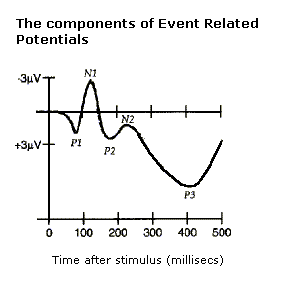 The components of Event Related
Potentials
-3μV
N1
N2
+3μV
P1
P2
P3
0 100 200 300 400 500
Time after stimulus (millisecs)